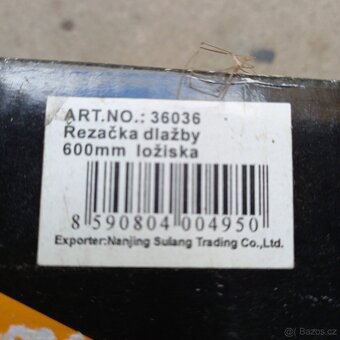 ART.NO.: 36036
Řezačka dlažby
600mm ložiska
8 590804 004950
Exporter:Nanjing Sulang Trading Co.,Ltd.
Bazos.cz